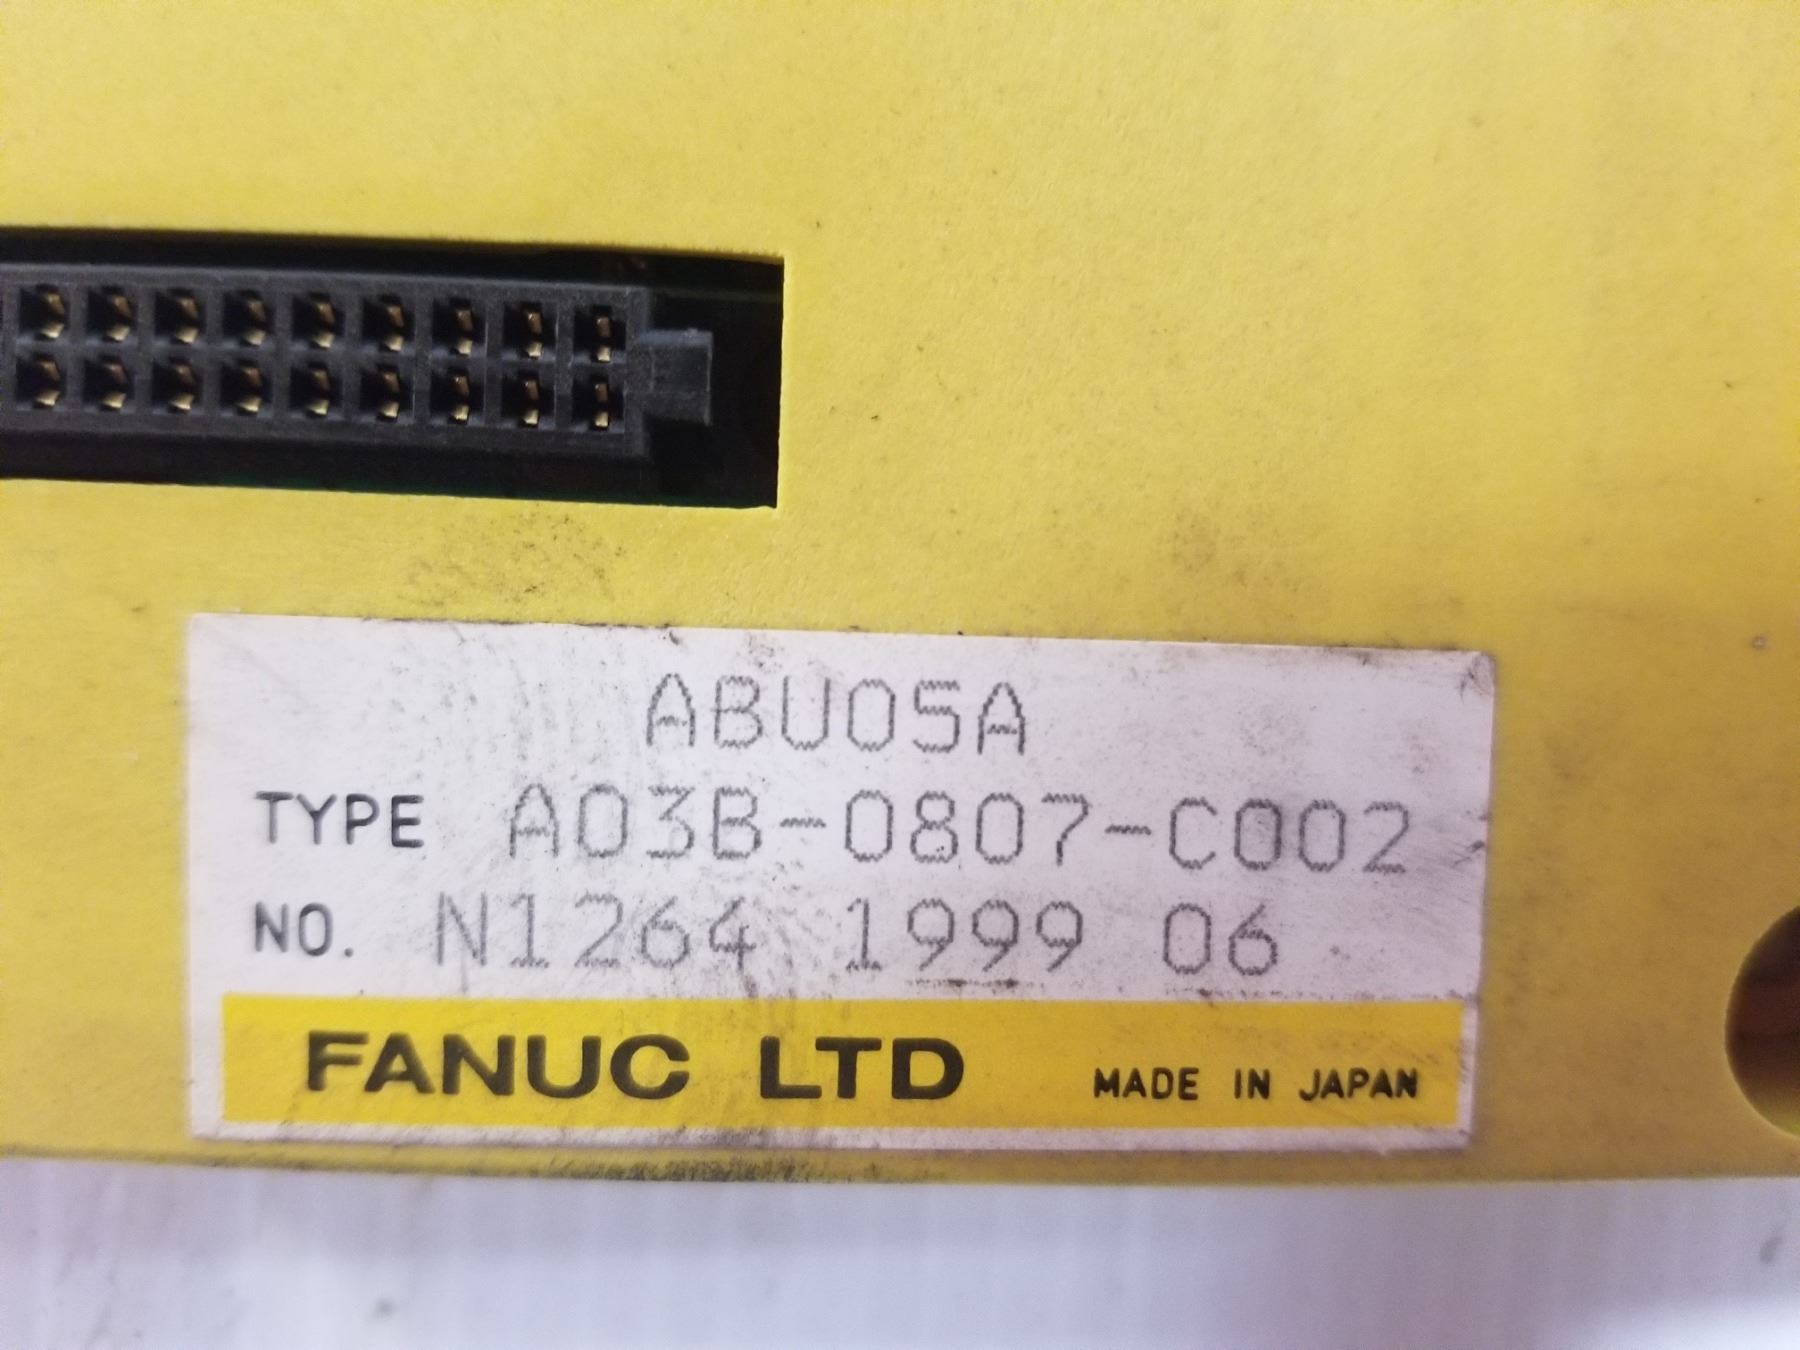 ABU05A
TYPE A03B-0807-C002
NO. N1264 1999 06
FANUC LTD MADE IN JAPAN